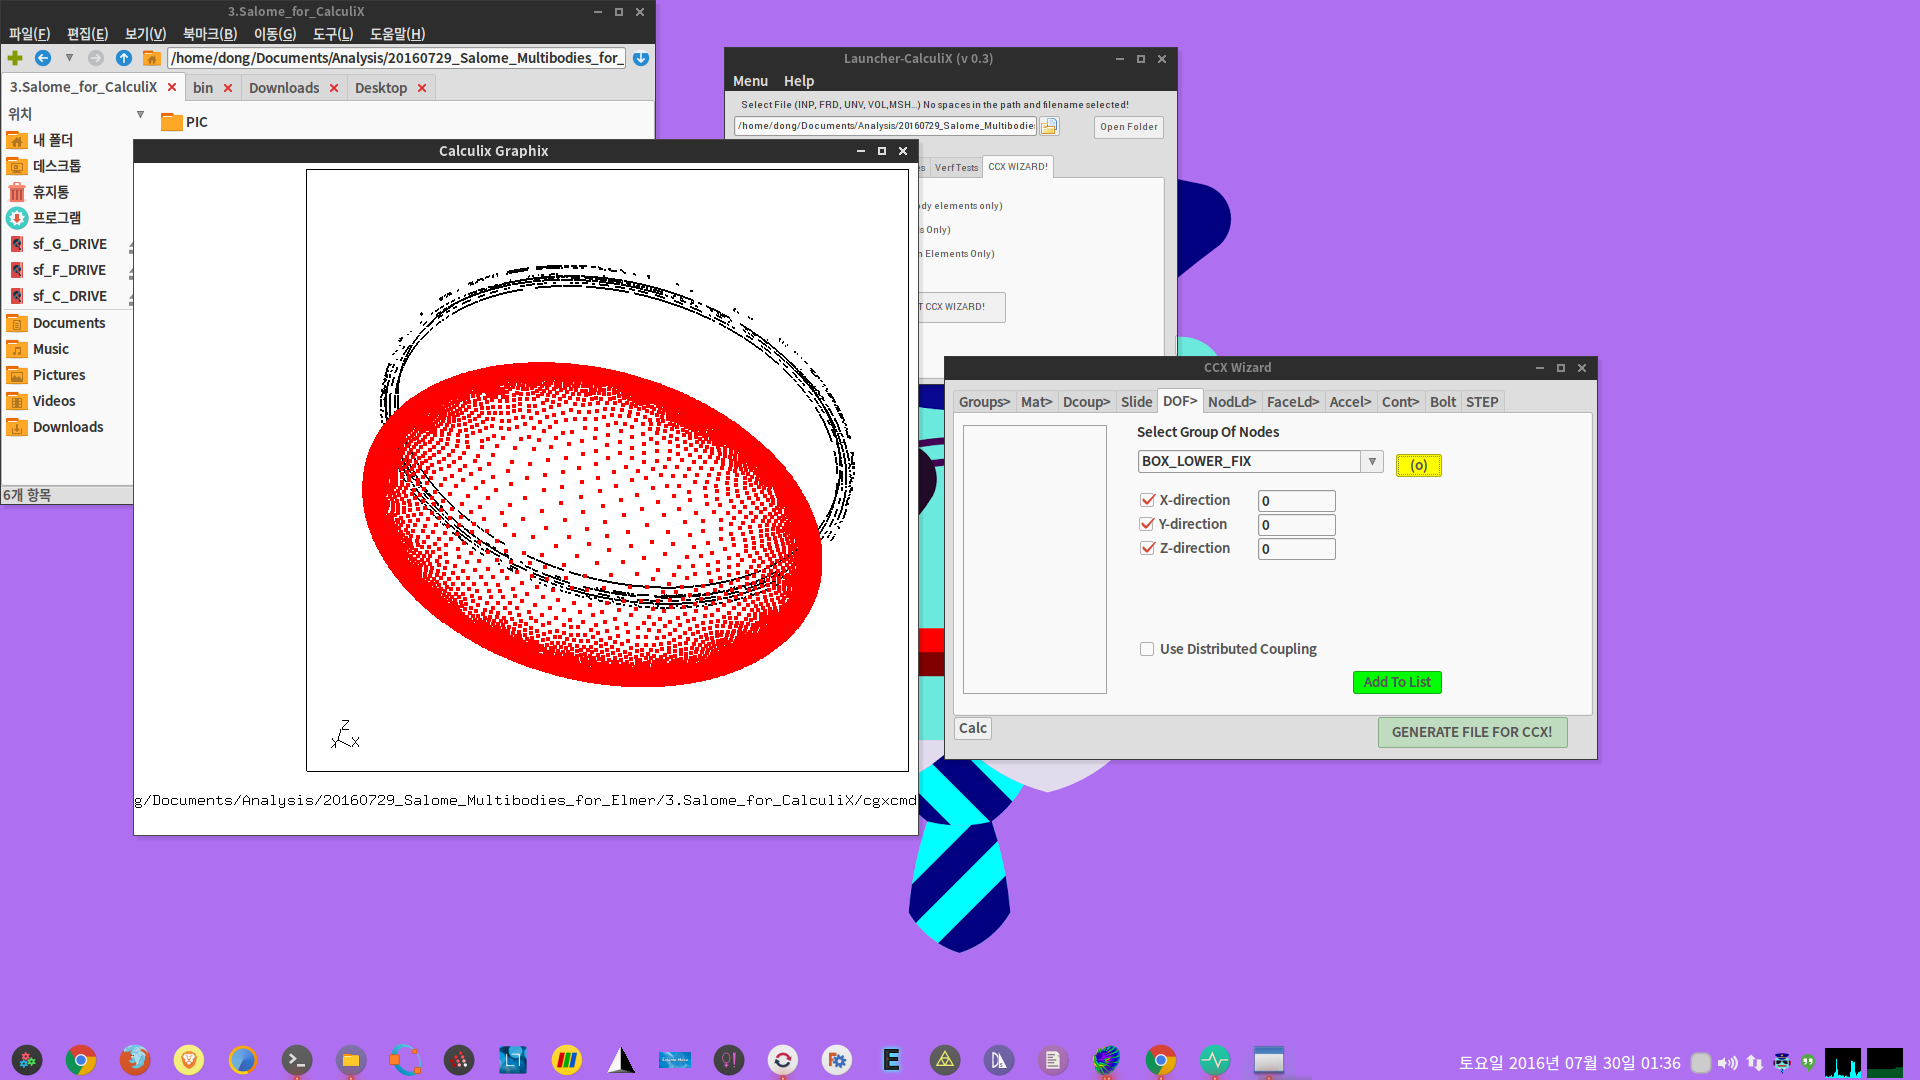 3.Salome_for_CalculiX
파일(F) 편집(E) 보기(V) 북마크(B) 이동(G) 도구(L) 도움말(H)
/home/dong/Documents/Analysis/20160729_Salome_Multibodies_for_
3.Salome_for_CalculiX bin Downloads Desktop
위치
PIC
내 폴더
데스크톱
휴지통
프로그램
sf_G_DRIVE
sf_F_DRIVE
sf_C_DRIVE
Documents
Music
Pictures
Videos
Downloads
6개 항목
Launcher-CalculiX (v 0.3)
Menu Help
Select File (INP, FRD, UNV, VOL,MSH...) No spaces in the path and filename selected!
/home/dong/Documents/Analysis/20160729_Salome_Multibodie
Open Folder
es Verf Tests CCX WIZARD!
dy elements only)
s Only)
n Elements Only)
T CCX WIZARD!
Calculix Graphix
Z
Y X
g/Documents/Analysis/20160729_Salome_Multibodies_for_Elmer/3.Salome_for_CalculiX/cgxcmd
CCX Wizard
Groups> Mat> Dcoup> Slide DOF> NodLd> FaceLd> Accel> Cont> Bolt STEP
Select Group Of Nodes
BOX_LOWER_FIX
(o)
X-direction 0
Y-direction 0
Z-direction 0
Use Distributed Coupling
Add To List
Calc
GENERATE FILE FOR CCX!
토요일 2016년 07월 30일 01:36